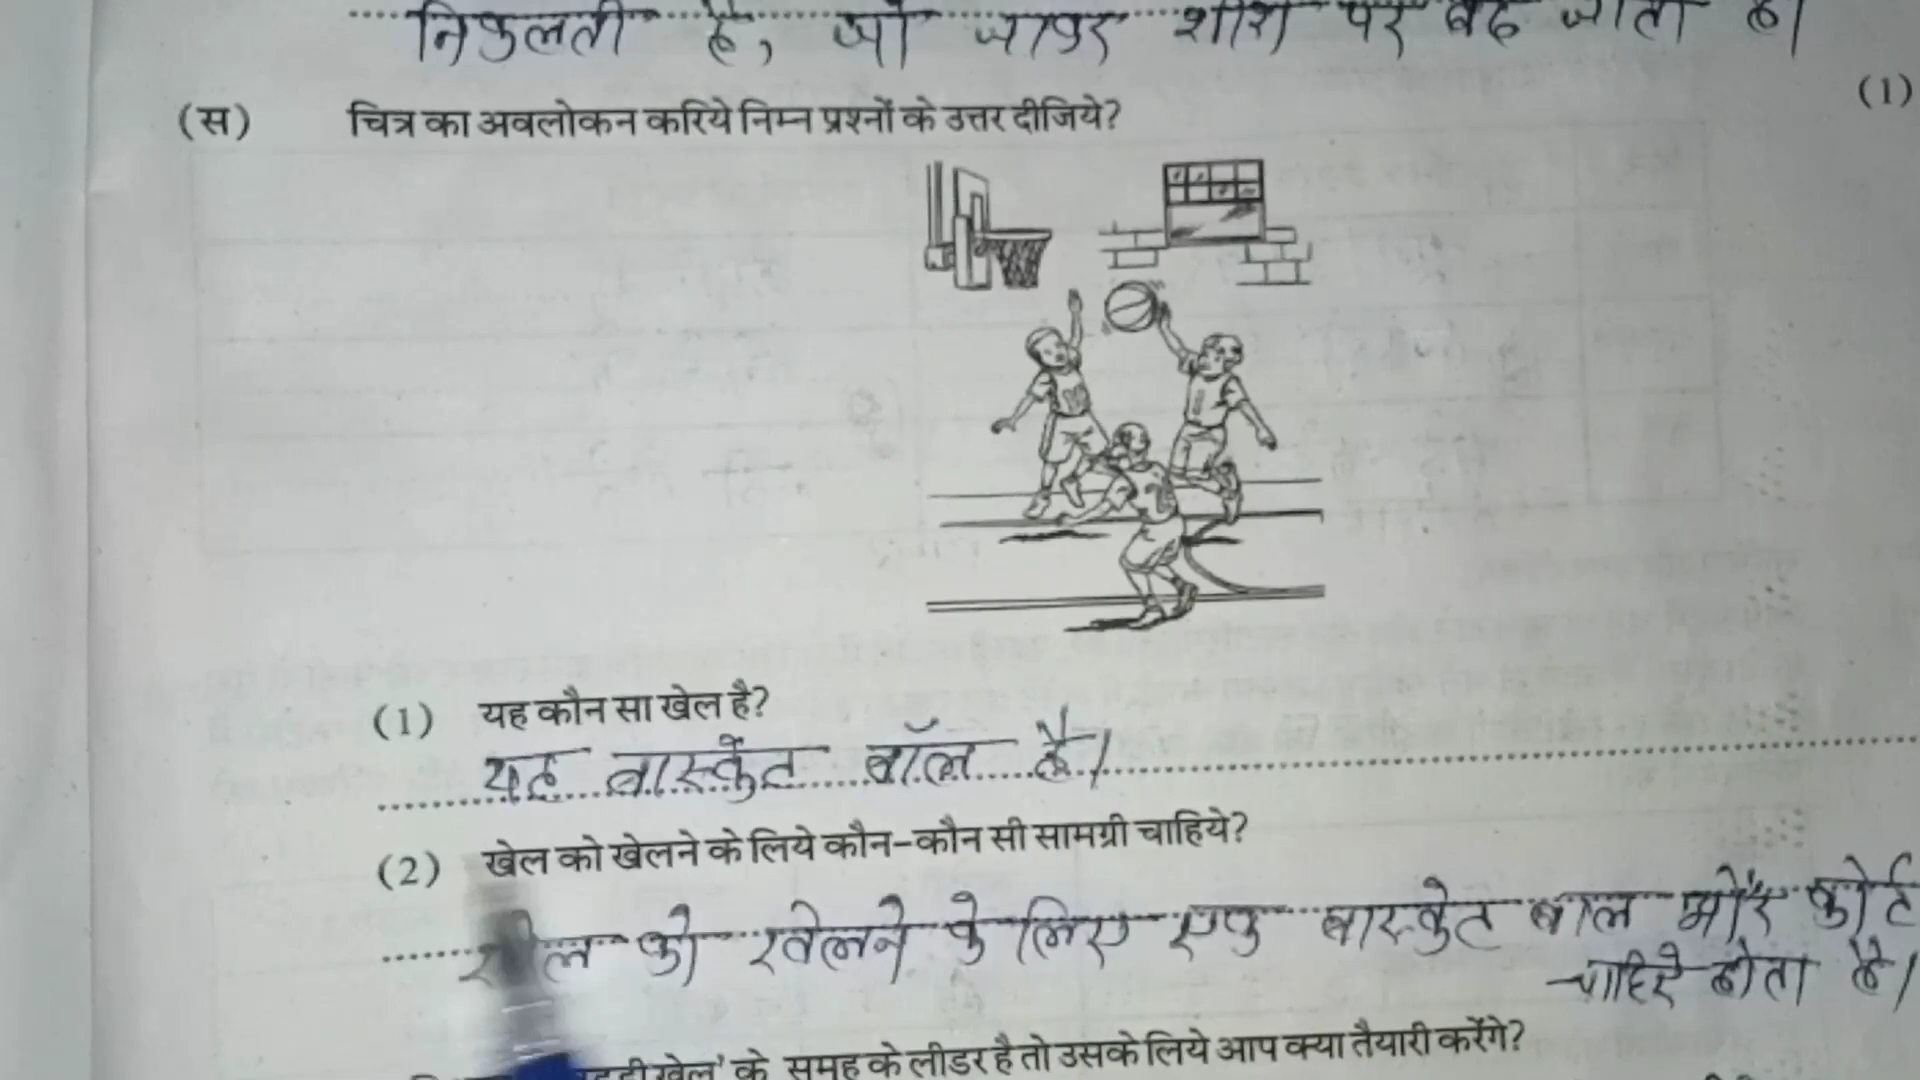 निकलती है, जो जाकर शीशे पर बैठ जाता है।
(स) चित्र का अवलोकन करिये निम्न प्रश्नों के उत्तर दीजिये? (1)
(1) यह कौन सा खेल है?
यह बास्केट बॉल है।
(2) खेल को खेलने के लिये कौन-कौन सी सामग्री चाहिये?
खेल को खेलने के लिए एक बास्केट बाल और कोर्ट
चाहिए होता है।
खेल' के समूह के लीडर है तो उसके लिये आप क्या तैयारी करेंगे?